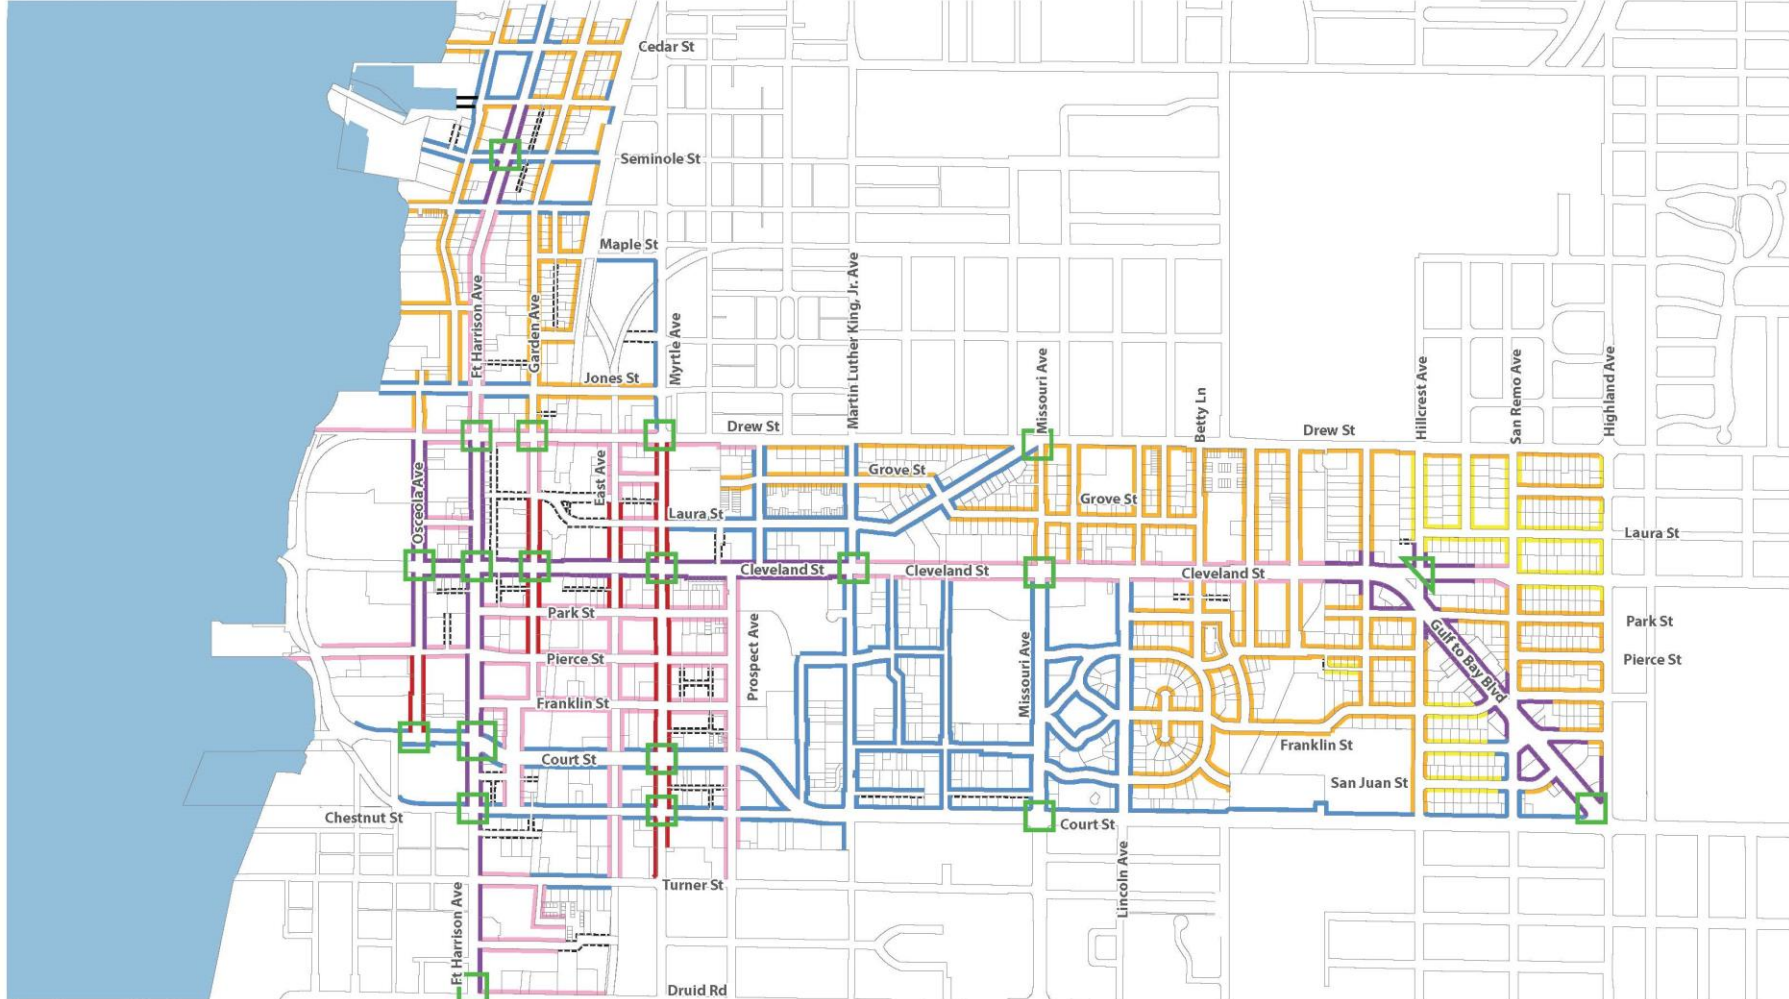 Cedar St
Seminole St
Maple St
Ft Harrison Ave
Garden Ave
Jones St
Myrtle Ave
Martin Luther King, Jr. Ave
Missouri Ave
Betty Ln
Hillcrest Ave
San Remo Ave
Highland Ave
Drew St
Drew St
Osceola Ave
East Ave
Grove St
Grove St
Laura St
Laura St
Cleveland St
Cleveland St
Cleveland St
Park St
Park St
Pierce St
Pierce St
Prospect Ave
Missouri Ave
Gulf to Bay Blvd
Franklin St
Franklin St
Court St
San Juan St
Chestnut St
Court St
Lincoln Ave
Turner St
Ft Harrison Ave
Druid Rd